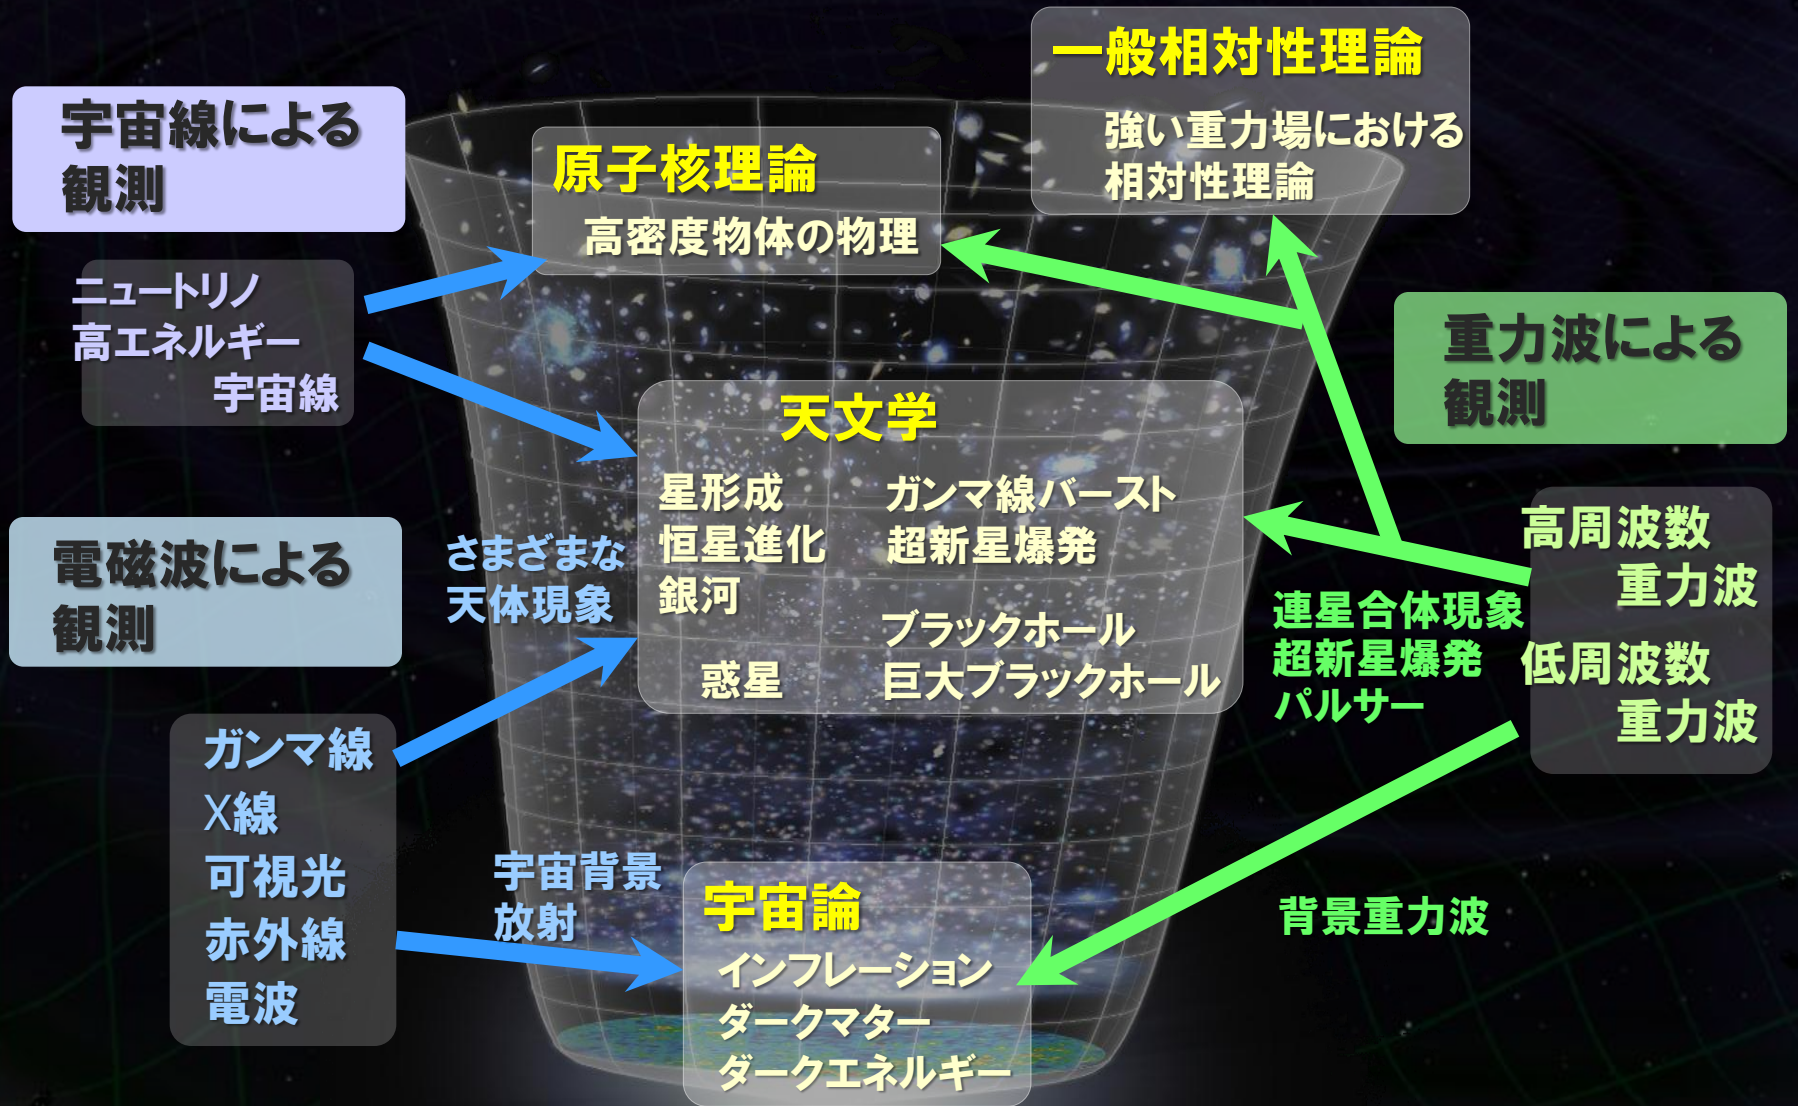 一般相対性理論
強い重力場における
相対性理論
宇宙線による
観測
原子核理論
高密度物体の物理
ニュートリノ
高エネルギー
宇宙線
重力波による
観測
天文学
星形成
恒星進化
銀河
惑星
ガンマ線バースト
超新星爆発
ブラックホール
巨大ブラックホール
電磁波による
観測
さまざまな
天体現象
高周波数
重力波
低周波数
重力波
連星合体現象
超新星爆発
パルサー
ガンマ線
X線
可視光
赤外線
電波
宇宙背景
放射
宇宙論
インフレーション
ダークマター
ダークエネルギー
背景重力波